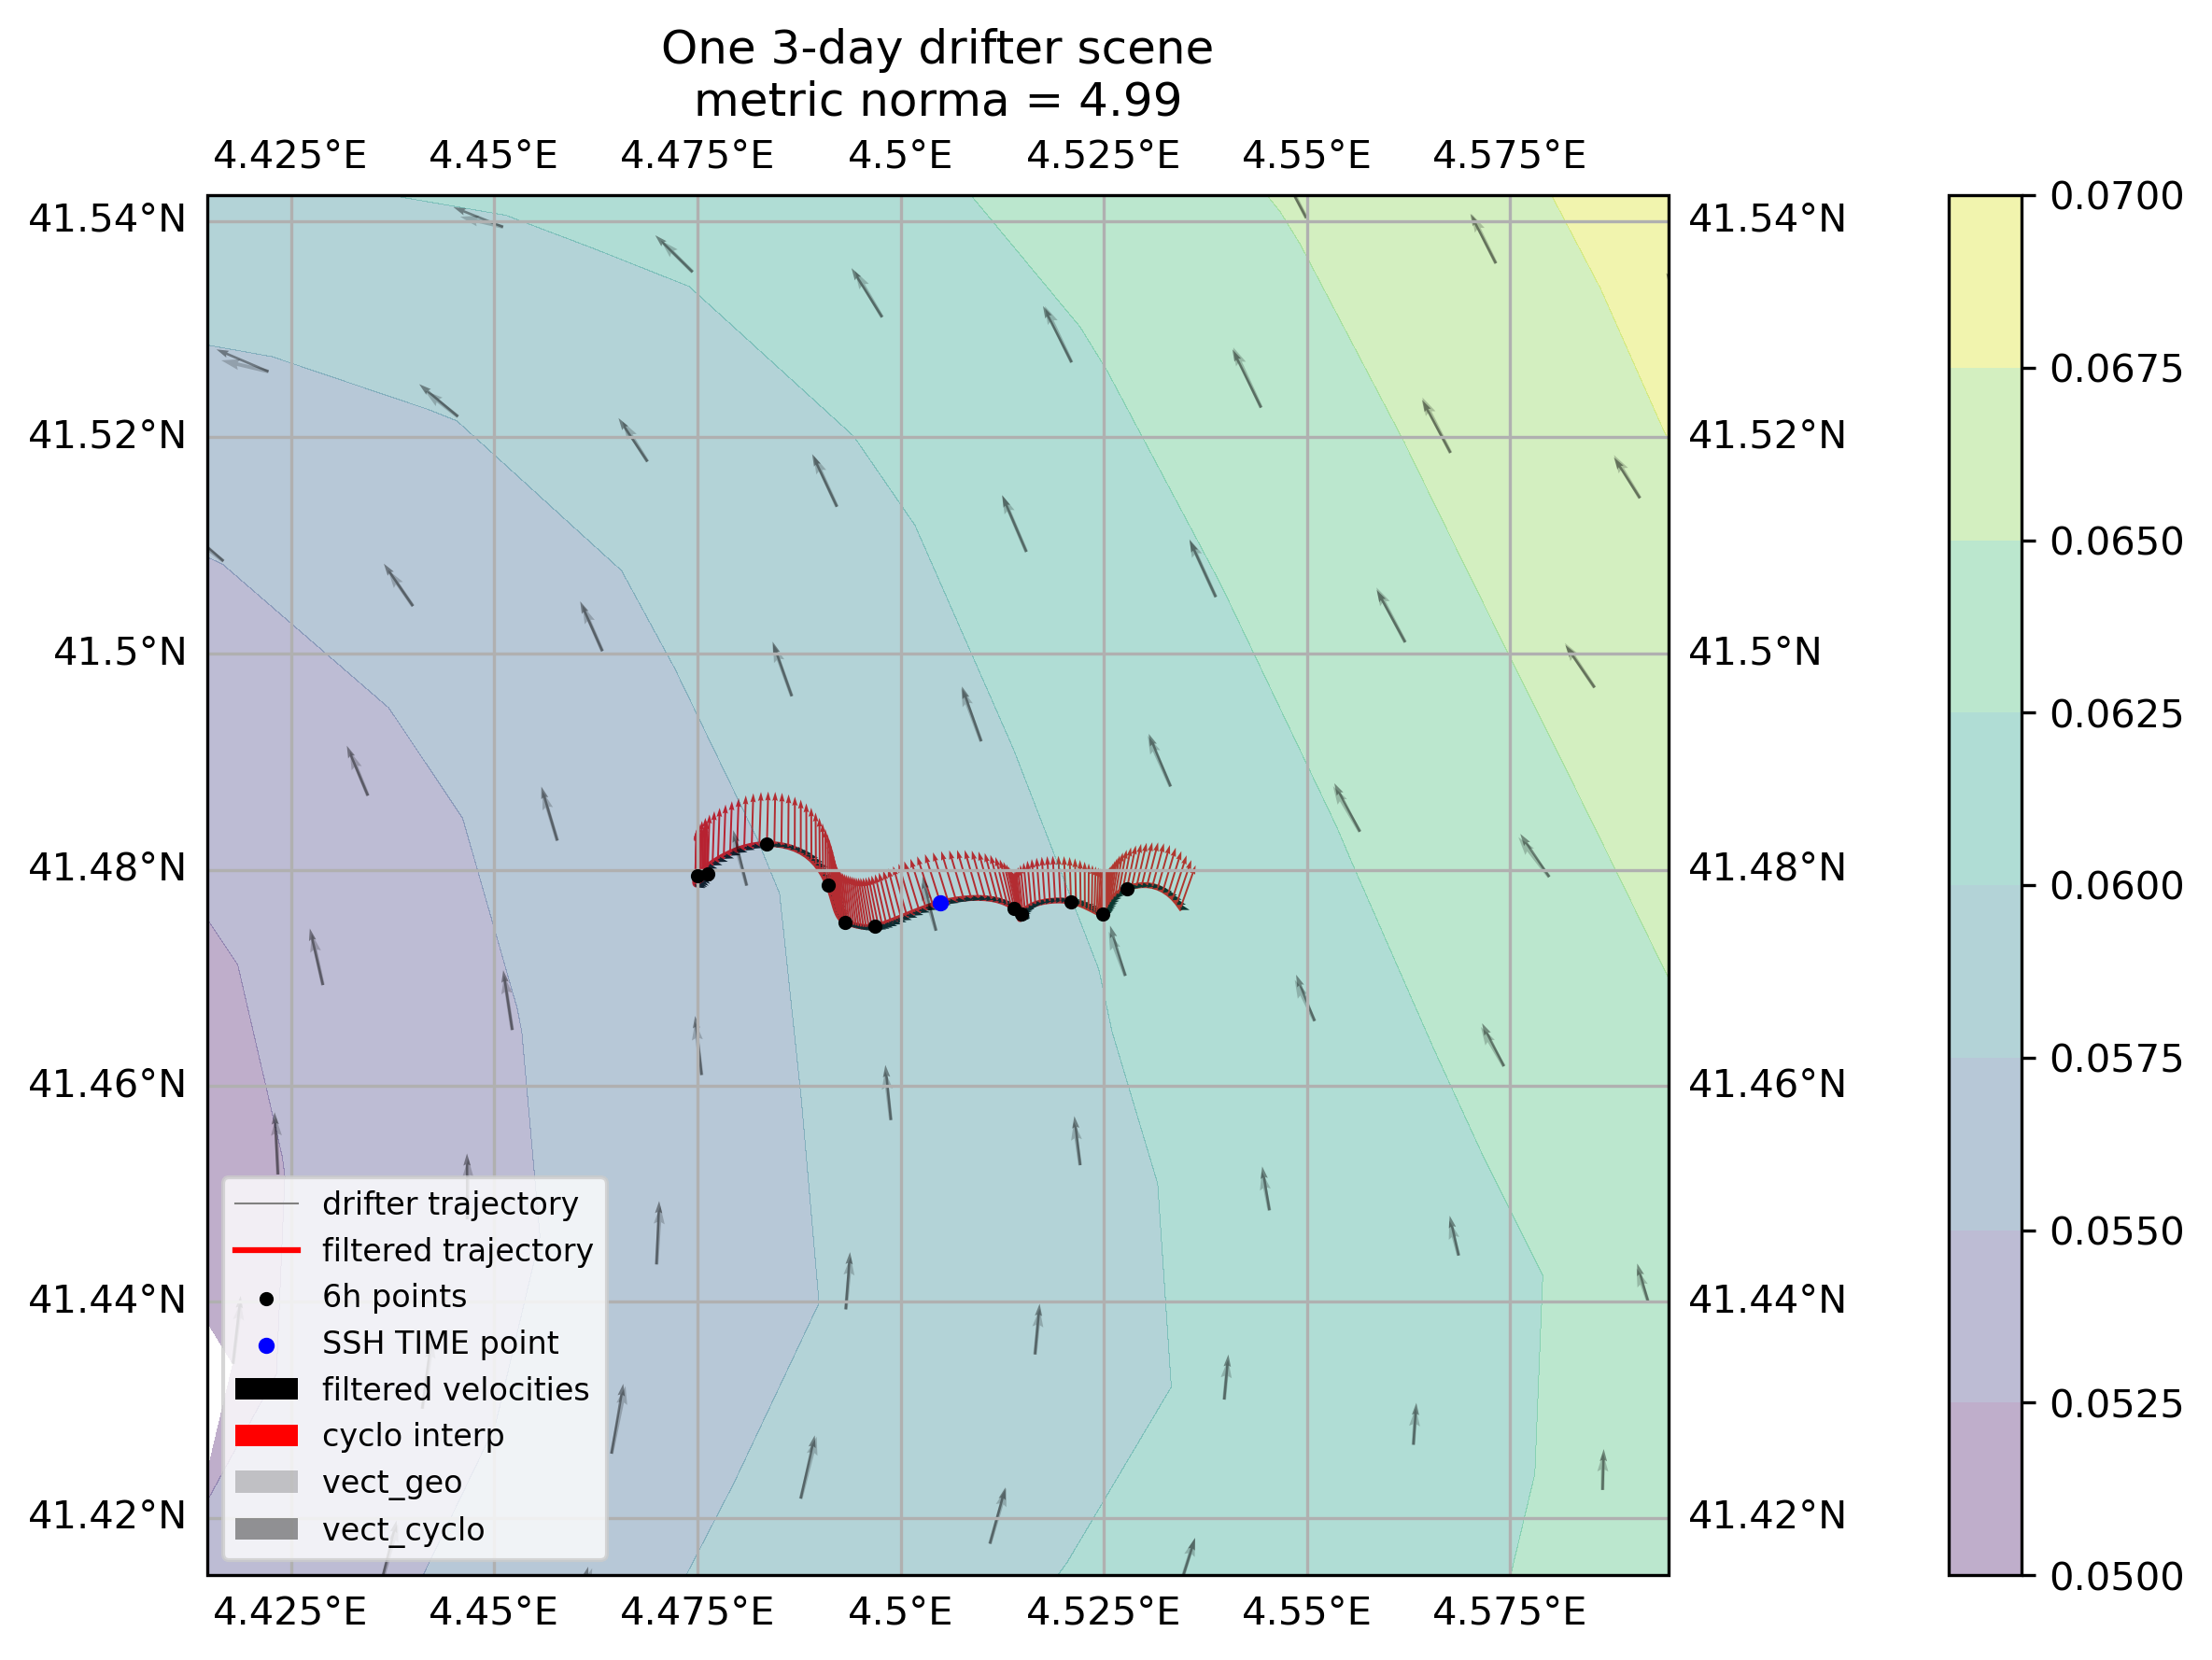 One 3-day drifter scene
metric norma = 4.99
4.425°E 4.45°E 4.475°E 4.5°E 4.525°E 4.55°E 4.575°E
41.54°N 41.54°N
41.52°N 41.52°N
41.5°N 41.5°N
41.48°N 41.48°N
41.46°N 41.46°N
41.44°N 41.44°N
41.42°N 41.42°N
4.425°E 4.45°E 4.475°E 4.5°E 4.525°E 4.55°E 4.575°E
drifter trajectory
filtered trajectory
6h points
SSH TIME point
filtered velocities
cyclo interp
vect_geo
vect_cyclo
0.0700
0.0675
0.0650
0.0625
0.0600
0.0575
0.0550
0.0525
0.0500